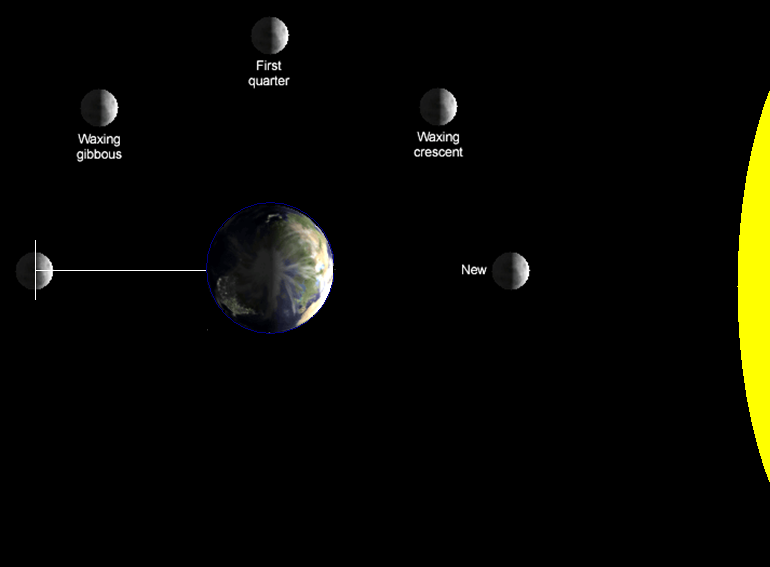 First
quarter
Waxing
gibbous
Waxing
crescent
New